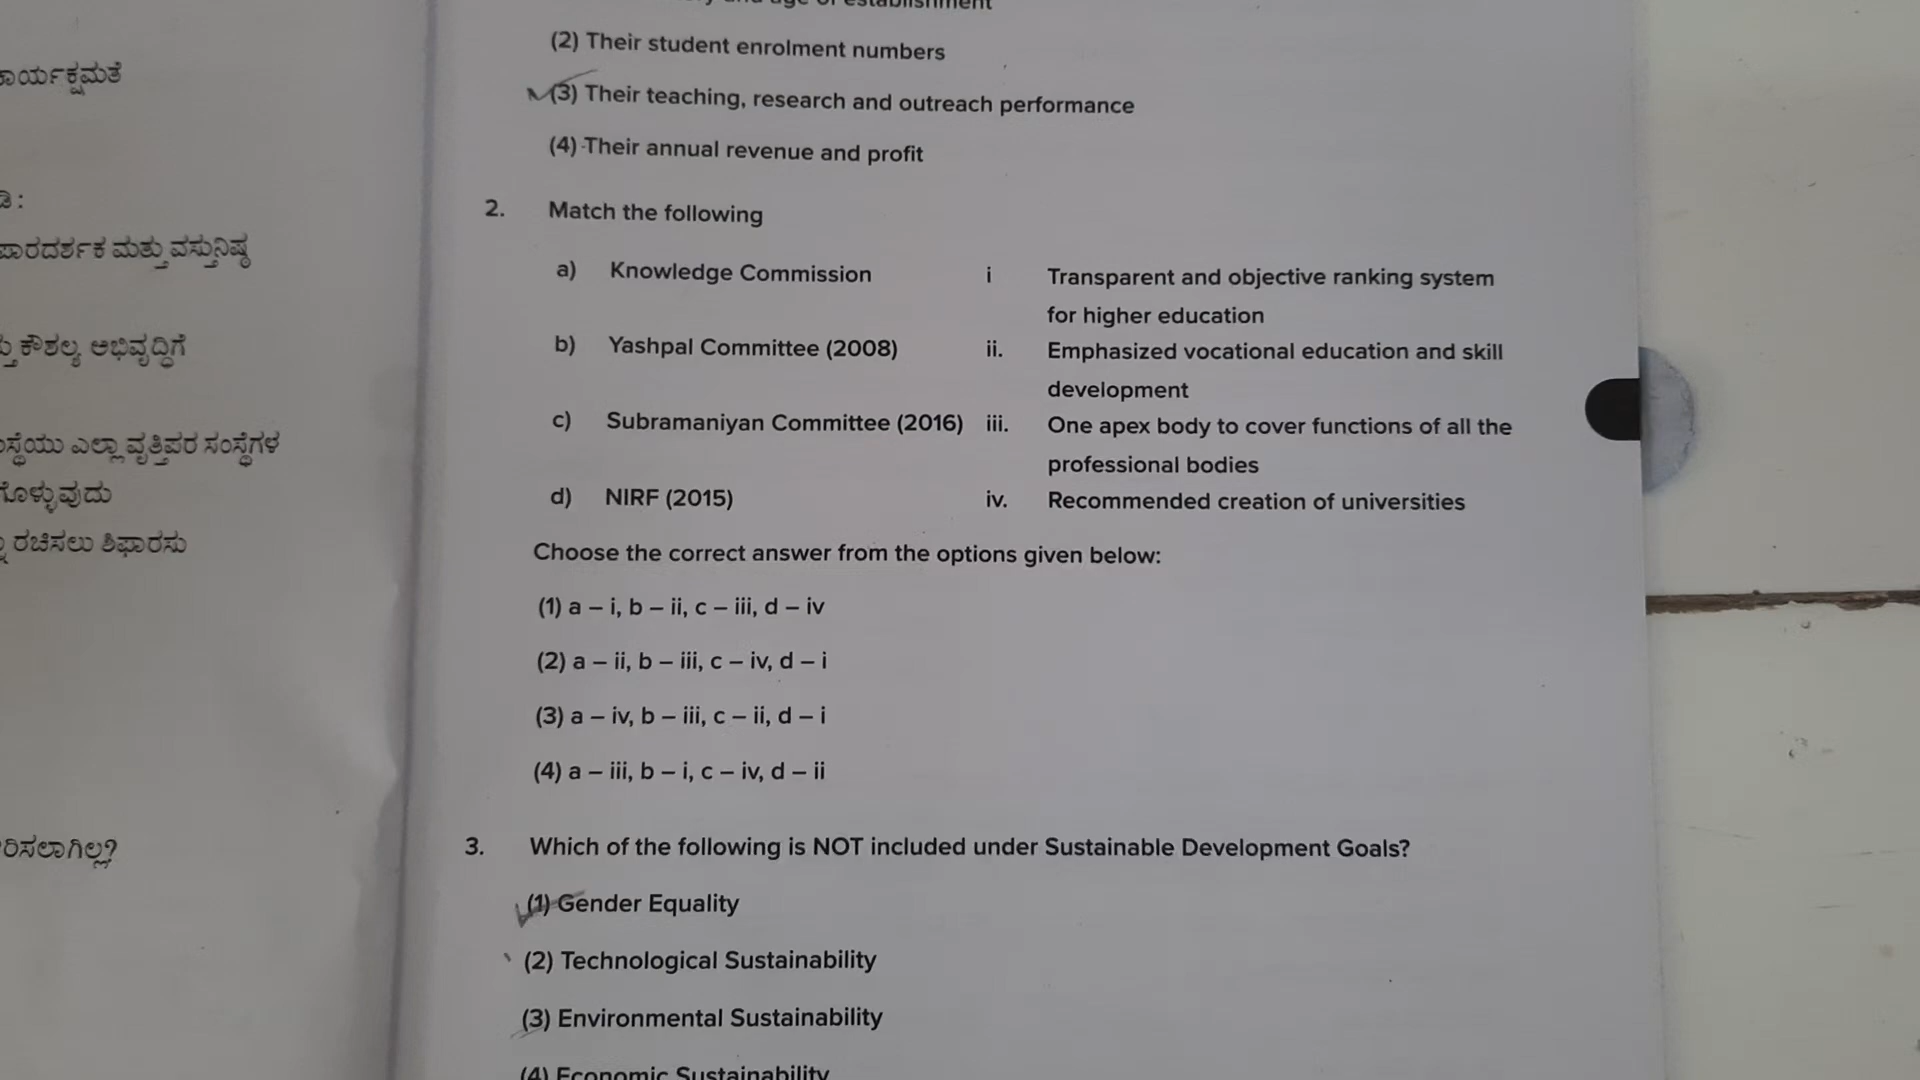 ಕಾರ್ಯಕ್ಷಮತೆ
ಪಾರದರ್ಶಕ ಮತ್ತು ವಸ್ತುನಿಷ್ಠ
ಕೌಶಲ್ಯ ಅಭಿವೃದ್ಧಿಗೆ
ಎಲ್ಲಾ ವೃತ್ತಿಪರ ಸಂಸ್ಥೆಗಳ
ರಚಿಸಲು ಶಿಫಾರಸು
of establishment
(2) Their student enrolment numbers
(3) Their teaching, research and outreach performance
(4) Their annual revenue and profit
2. Match the following
a) Knowledge Commission i Transparent and objective ranking system
for higher education
b) Yashpal Committee (2008) ii. Emphasized vocational education and skill
development
c) Subramaniyan Committee (2016) iii. One apex body to cover functions of all the
professional bodies
d) NIRF (2015) iv. Recommended creation of universities
Choose the correct answer from the options given below:
(1) a – i, b – ii, c – iii, d – iv
(2) a – ii, b – iii, c – iv, d – i
(3) a – iv, b – iii, c – ii, d – i
(4) a – iii, b – i, c – iv, d – ii
3. Which of the following is NOT included under Sustainable Development Goals?
(1) Gender Equality
(2) Technological Sustainability
(3) Environmental Sustainability
(4) Economic Sustainability